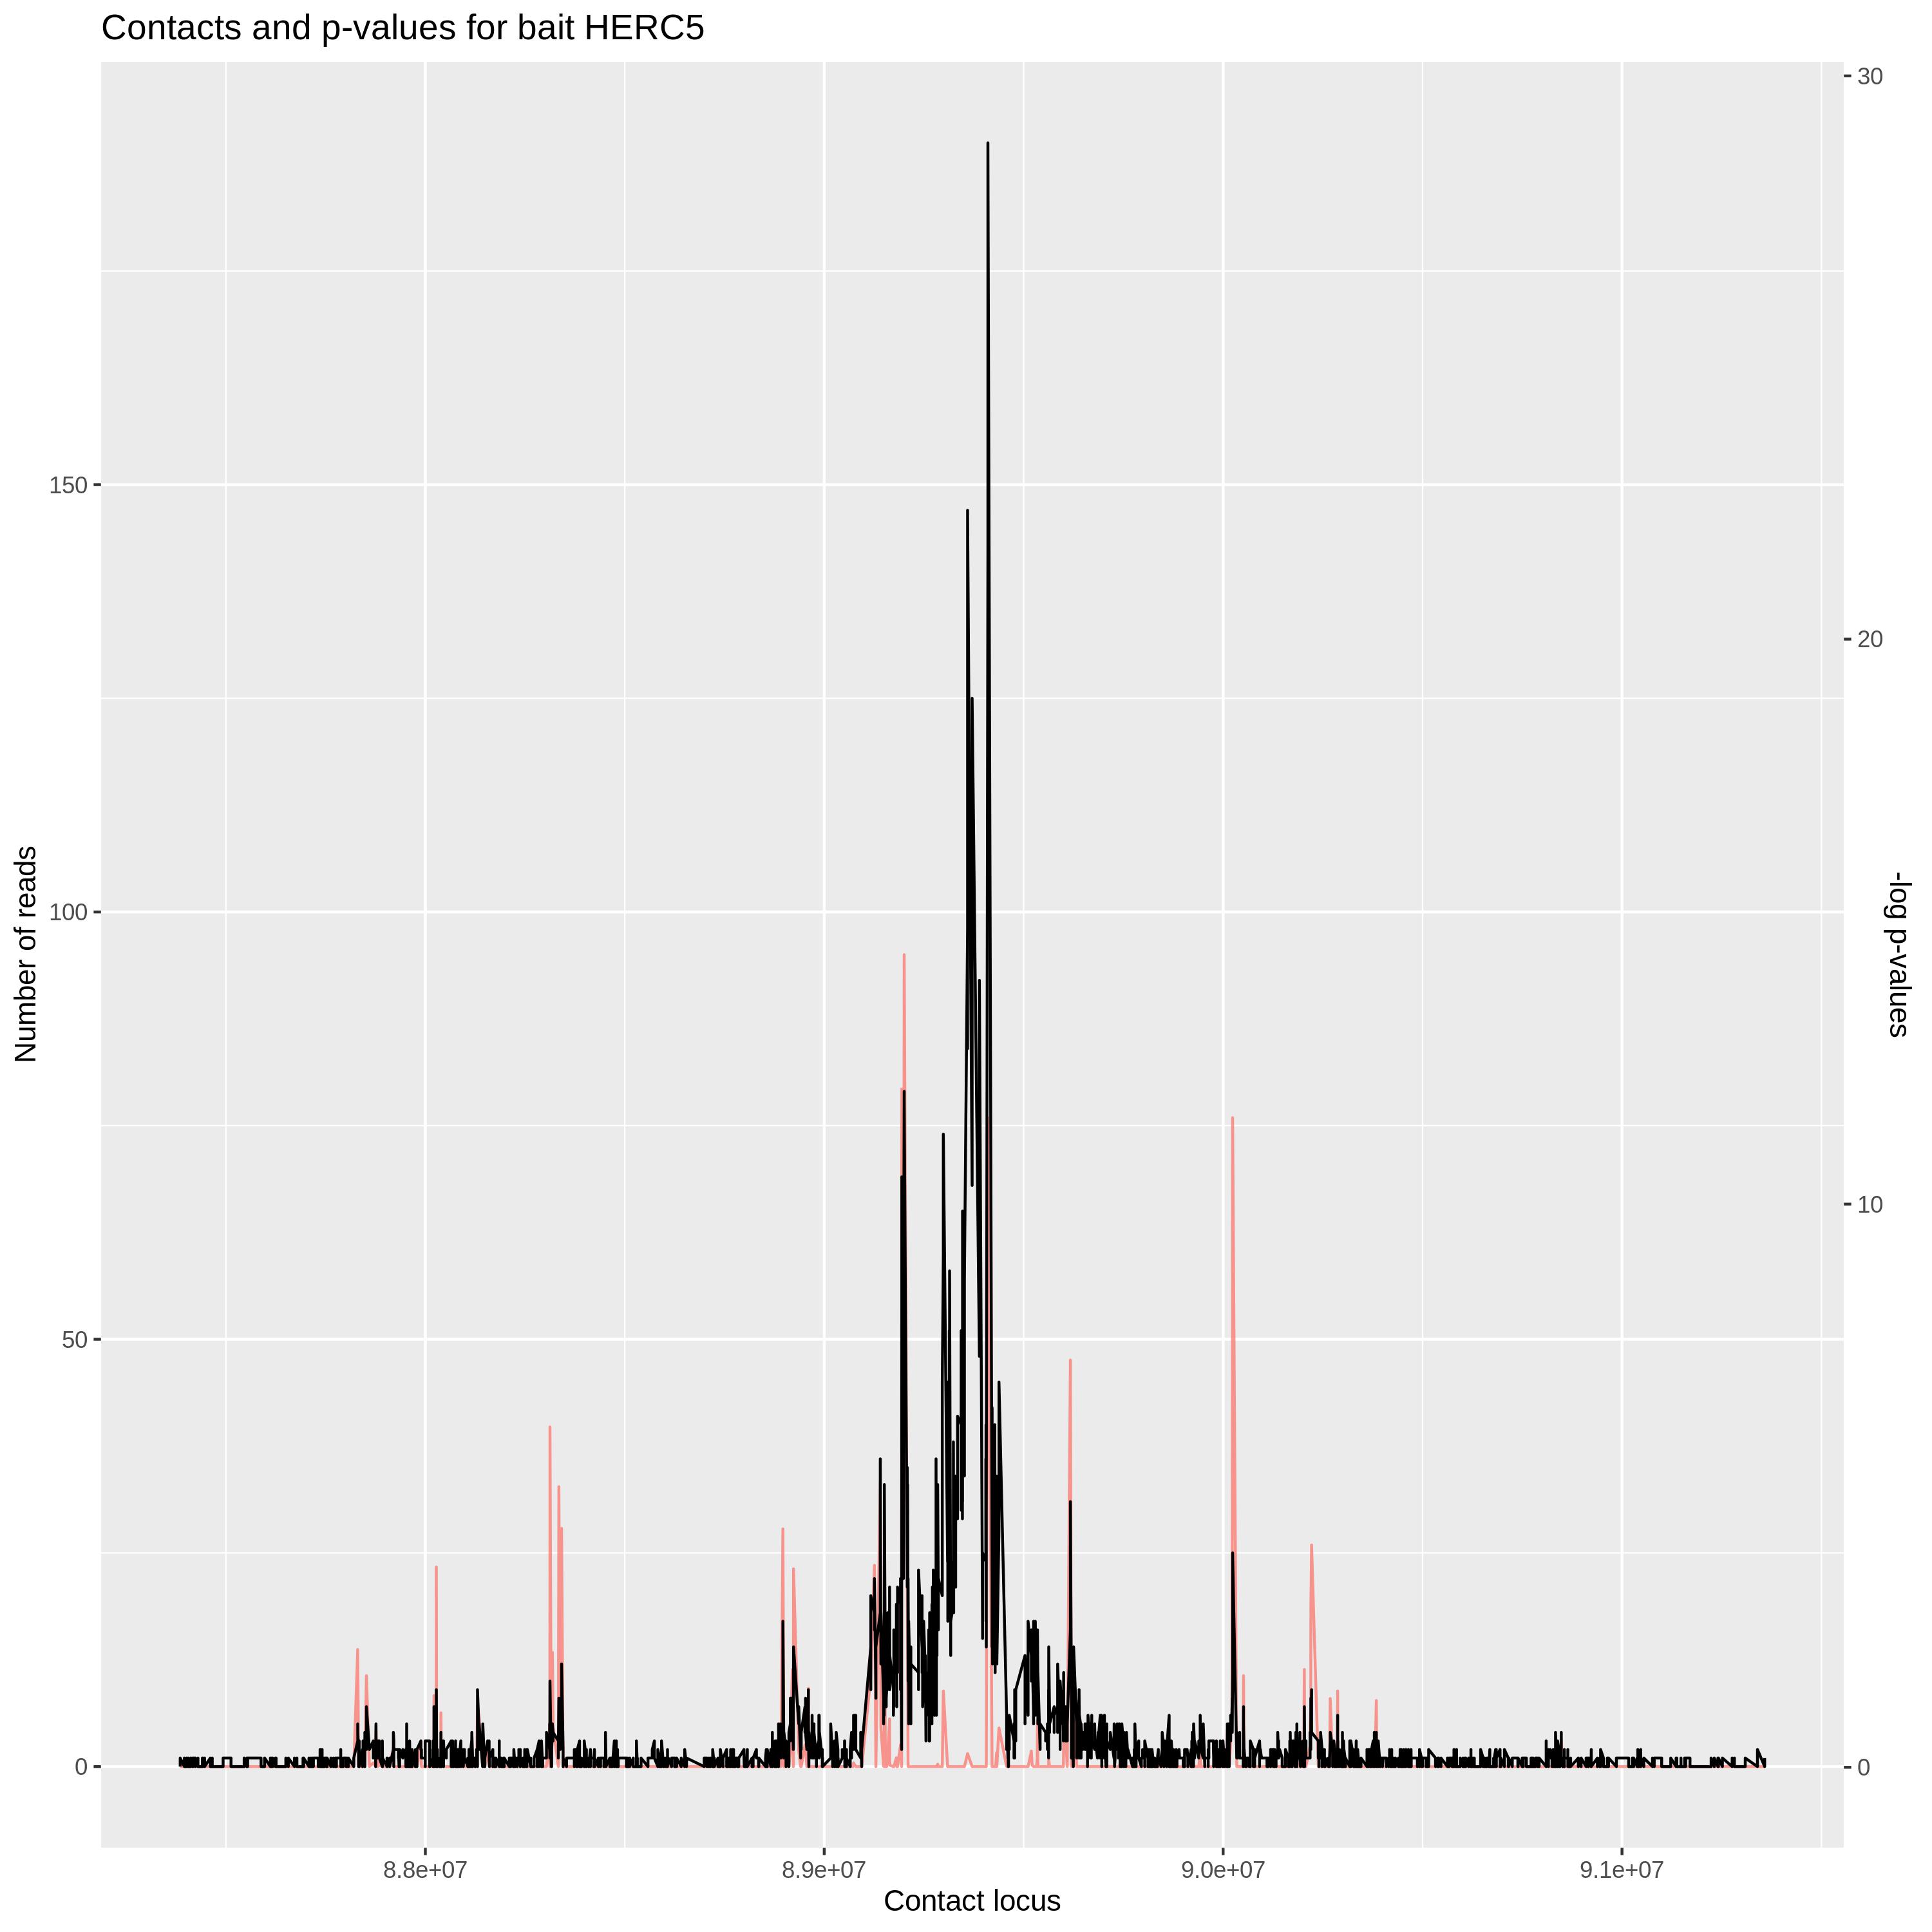 Contacts and p-values for bait HERC5
30
150
20
100
Number of reads
-log p-values
10
50
0
0
8.8e+07
8.9e+07
9.0e+07
9.1e+07
Contact locus